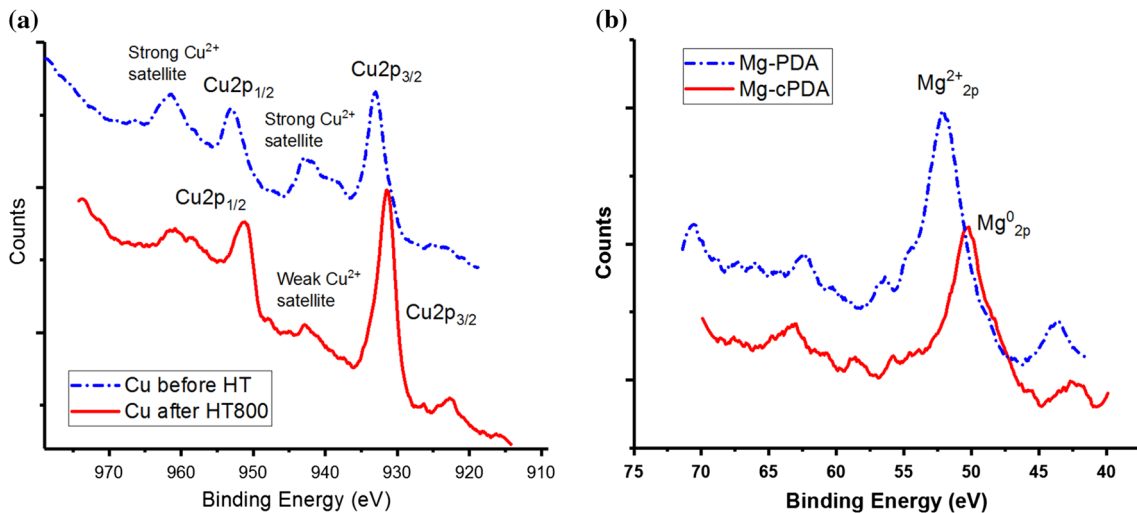 (a)
Strong Cu²⁺
satellite
Cu2p₁/₂
Cu2p₃/₂
Strong Cu²⁺
satellite
Cu2p₁/₂
Weak Cu²⁺
satellite
Cu2p₃/₂
Counts
Cu before HT
Cu after HT800
970 960 950 940 930 920 910
Binding Energy (eV)
(b)
Mg-PDA
Mg-cPDA
Mg²⁺₂p
Mg⁰₂p
Counts
75 70 65 60 55 50 45 40
Binding Energy (eV)